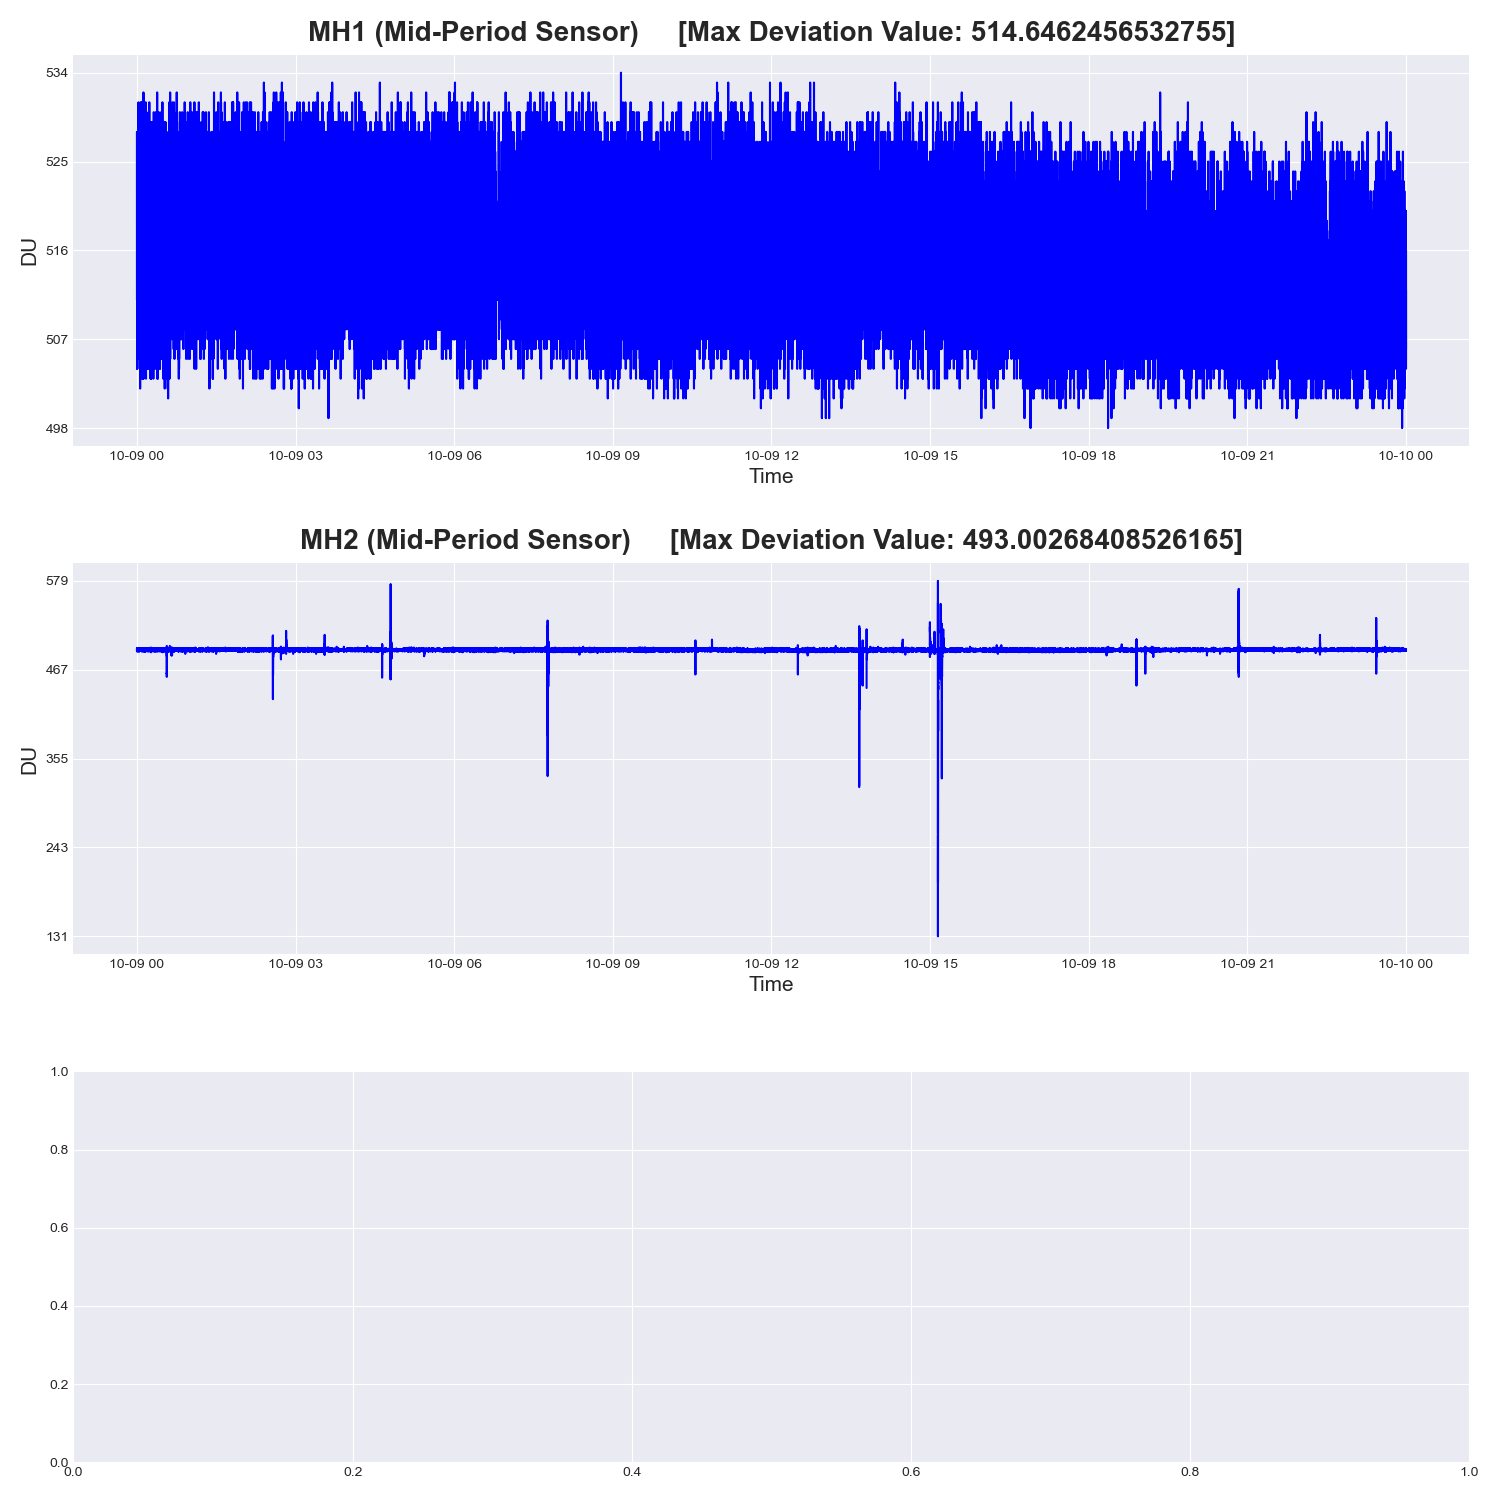 MH1 (Mid-Period Sensor) [Max Deviation Value: 514.6462456532755]
534
525
516
507
498
DU
10-09 00 10-09 03 10-09 06 10-09 09 10-09 12 10-09 15 10-09 18 10-09 21 10-10 00
Time
MH2 (Mid-Period Sensor) [Max Deviation Value: 493.00268408526165]
579
467
355
243
131
DU
10-09 00 10-09 03 10-09 06 10-09 09 10-09 12 10-09 15 10-09 18 10-09 21 10-10 00
Time
1.0
0.8
0.6
0.4
0.2
0.0
0.0 0.2 0.4 0.6 0.8 1.0